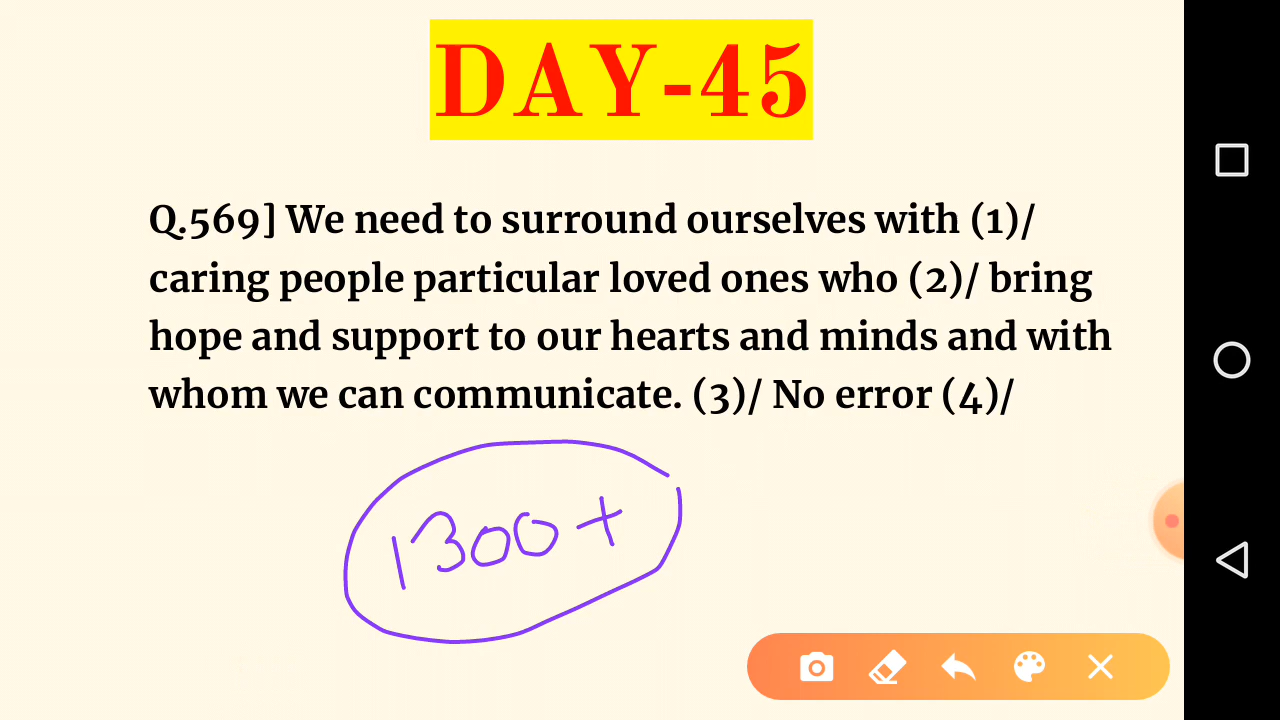 DAY-45
Q.569] We need to surround ourselves with (1)/
caring people particular loved ones who (2)/ bring
hope and support to our hearts and minds and with
whom we can communicate. (3)/ No error (4)/
1300+